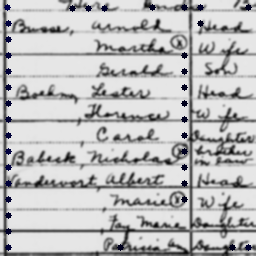 Busse, Arnold Head
Martha Ⓧ Wife
Gerald Son
Boehm, Lester Head
, Florence Wife
, Carol Daughter
Babeck, Nicholas Ⓧ brother in law
Vandervort, Albert Head
, Marie Ⓧ Wife
, Fay Marie Daughter
, Patricia Ann Daughter